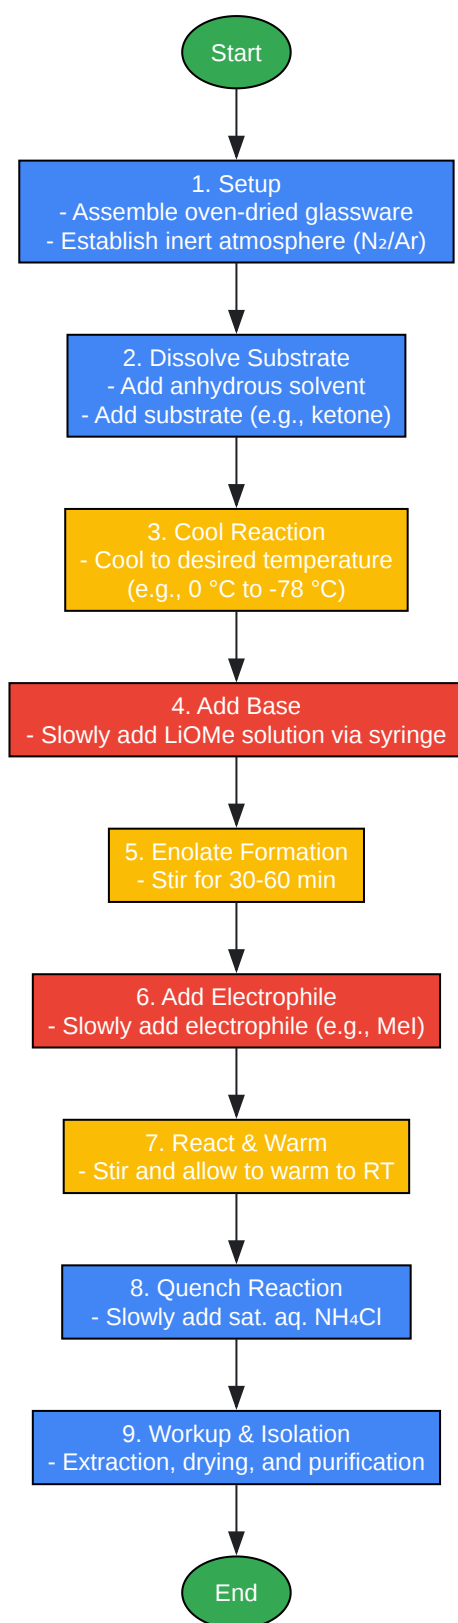 Start
1. Setup
- Assemble oven-dried glassware
- Establish inert atmosphere (N₂/Ar)
2. Dissolve Substrate
- Add anhydrous solvent
- Add substrate (e.g., ketone)
3. Cool Reaction
- Cool to desired temperature
(e.g., 0 °C to -78 °C)
4. Add Base
- Slowly add LiOMe solution via syringe
5. Enolate Formation
- Stir for 30-60 min
6. Add Electrophile
- Slowly add electrophile (e.g., MeI)
7. React & Warm
- Stir and allow to warm to RT
8. Quench Reaction
- Slowly add sat. aq. NH₄Cl
9. Workup & Isolation
- Extraction, drying, and purification
End